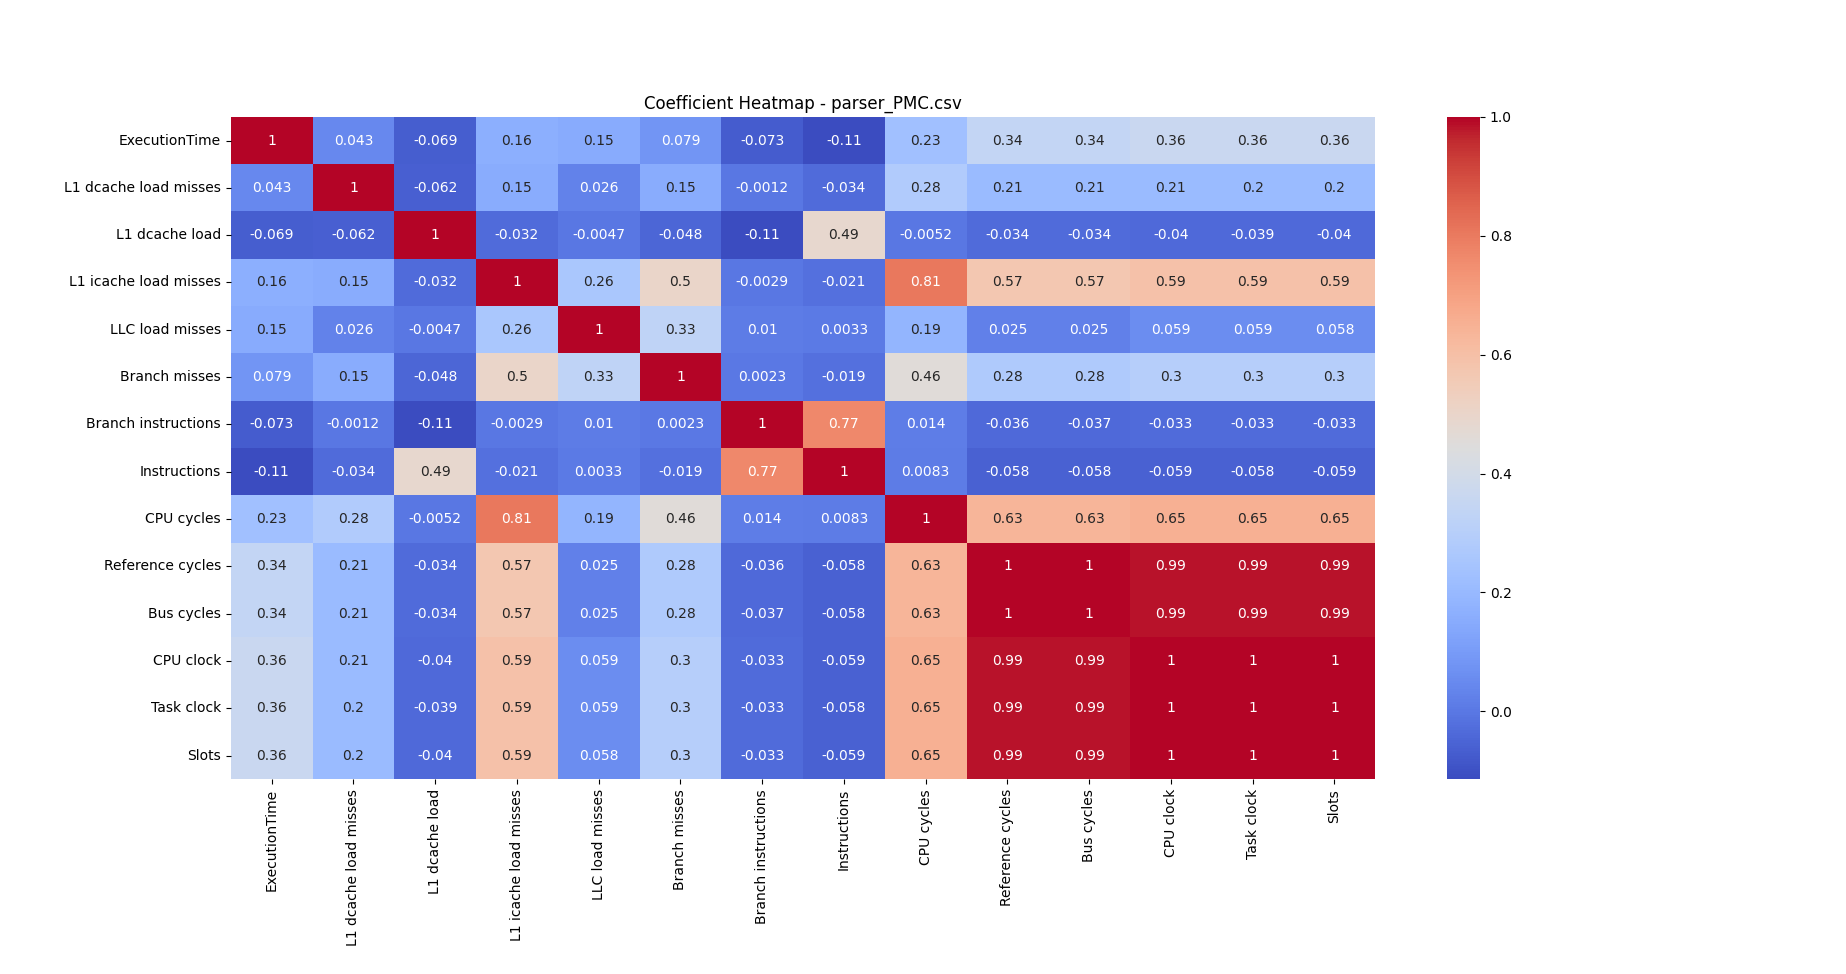 Coefficient Heatmap - parser_PMC.csv
ExecutionTime 1 0.043 -0.069 0.16 0.15 0.079 -0.073 -0.11 0.23 0.34 0.34 0.36 0.36 0.36
L1 dcache load misses 0.043 1 -0.062 0.15 0.026 0.15 -0.0012 -0.034 0.28 0.21 0.21 0.21 0.2 0.2
L1 dcache load -0.069 -0.062 1 -0.032 -0.0047 -0.048 -0.11 0.49 -0.0052 -0.034 -0.034 -0.04 -0.039 -0.04
L1 icache load misses 0.16 0.15 -0.032 1 0.26 0.5 -0.0029 -0.021 0.81 0.57 0.57 0.59 0.59 0.59
LLC load misses 0.15 0.026 -0.0047 0.26 1 0.33 0.01 0.0033 0.19 0.025 0.025 0.059 0.059 0.058
Branch misses 0.079 0.15 -0.048 0.5 0.33 1 0.0023 -0.019 0.46 0.28 0.28 0.3 0.3 0.3
Branch instructions -0.073 -0.0012 -0.11 -0.0029 0.01 0.0023 1 0.77 0.014 -0.036 -0.037 -0.033 -0.033 -0.033
Instructions -0.11 -0.034 0.49 -0.021 0.0033 -0.019 0.77 1 0.0083 -0.058 -0.058 -0.059 -0.058 -0.059
CPU cycles 0.23 0.28 -0.0052 0.81 0.19 0.46 0.014 0.0083 1 0.63 0.63 0.65 0.65 0.65
Reference cycles 0.34 0.21 -0.034 0.57 0.025 0.28 -0.036 -0.058 0.63 1 1 0.99 0.99 0.99
Bus cycles 0.34 0.21 -0.034 0.57 0.025 0.28 -0.037 -0.058 0.63 1 1 0.99 0.99 0.99
CPU clock 0.36 0.21 -0.04 0.59 0.059 0.3 -0.033 -0.059 0.65 0.99 0.99 1 1 1
Task clock 0.36 0.2 -0.039 0.59 0.059 0.3 -0.033 -0.058 0.65 0.99 0.99 1 1 1
Slots 0.36 0.2 -0.04 0.59 0.058 0.3 -0.033 -0.059 0.65 0.99 0.99 1 1 1
ExecutionTime
L1 dcache load misses
L1 dcache load
L1 icache load misses
LLC load misses
Branch misses
Branch instructions
Instructions
CPU cycles
Reference cycles
Bus cycles
CPU clock
Task clock
Slots
1.0
0.8
0.6
0.4
0.2
0.0